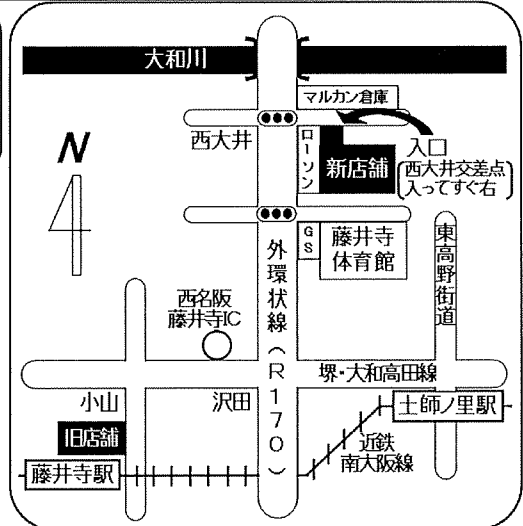 大和川
マルカン倉庫
西大井
ローソン
新店舗
入口
西大井交差点
入ってすぐ右
N
GS
藤井寺
体育館
外環状線(R170)
東高野街道
西名阪
藤井寺IC
堺・大和高田線
小山
沢田
土師ノ里駅
旧店舗
近鉄
南大阪線
藤井寺駅